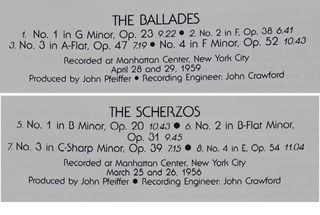 THE BALLADES
1. No. 1 in G Minor, Op. 23 9.22 ● 2. No. 2 in F, Op. 38 6.41
3. No. 3 in A-Flat, Op. 47 7.19 ● No. 4 in F Minor, Op. 52 10.43
Recorded at Manhattan Center, New York City
April 28 and 29, 1959
Produced by John Pfeiffer ● Recording Engineer: John Crawford
THE SCHERZOS
5. No. 1 in B Minor, Op. 20 10.43 ● 6. No. 2 in B-Flat Minor,
Op. 31 9.45
7. No. 3 in C-Sharp Minor, Op. 39 7.15 ● 8. No. 4 in E, Op. 54 11.04
Recorded at Manhattan Center, New York City
March 25 and 26, 1956
Produced by John Pfeiffer ● Recording Engineer: John Crawford